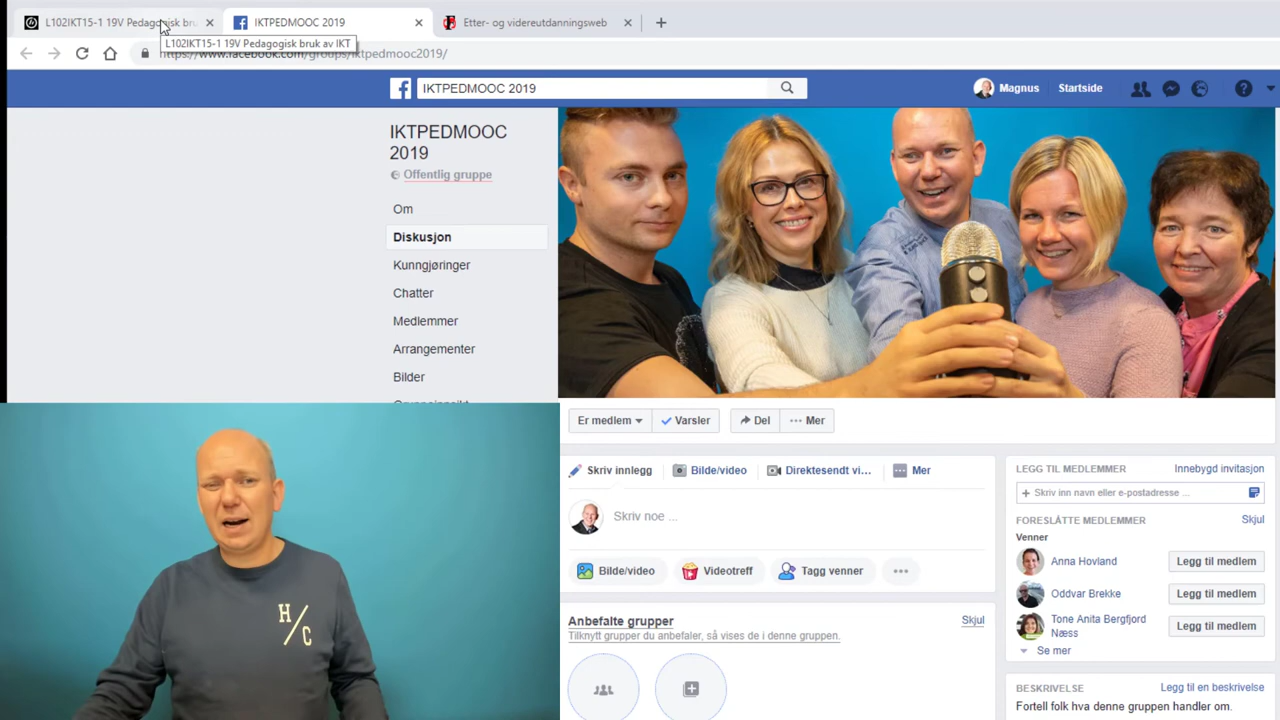 L102IKT15-1 19V Pedagogisk bru
IKTPEDMOOC 2019
Etter- og videreutdanningsweb
L102IKT15-1 19V Pedagogisk bruk av IKT
https://www.facebook.com/groups/iktpedmooc2019/
IKTPEDMOOC 2019
Magnus
Startside
IKTPEDMOOC
2019
Offentlig gruppe
Om
Diskusjon
Kunngjøringer
Chatter
Medlemmer
Arrangementer
Bilder
Er medlem
Varsler
Del
Mer
Skriv innlegg
Bilde/video
Direktesendt vi...
Mer
Skriv noe ...
Bilde/video
Videotreff
Tagg venner
Anbefalte grupper
Skjul
Tilknytt grupper du anbefaler, så vises de i denne gruppen.
LEGG TIL MEDLEMMER
Innebygd invitasjon
Skriv inn navn eller e-postadresse ...
FORESLÅTTE MEDLEMMER
Skjul
Venner
Anna Hovland
Legg til medlem
Oddvar Brekke
Legg til medlem
Tone Anita Bergfjord
Næss
Legg til medlem
Se mer
BESKRIVELSE
Legg til en beskrivelse
Fortell folk hva denne gruppen handler om.
H/C